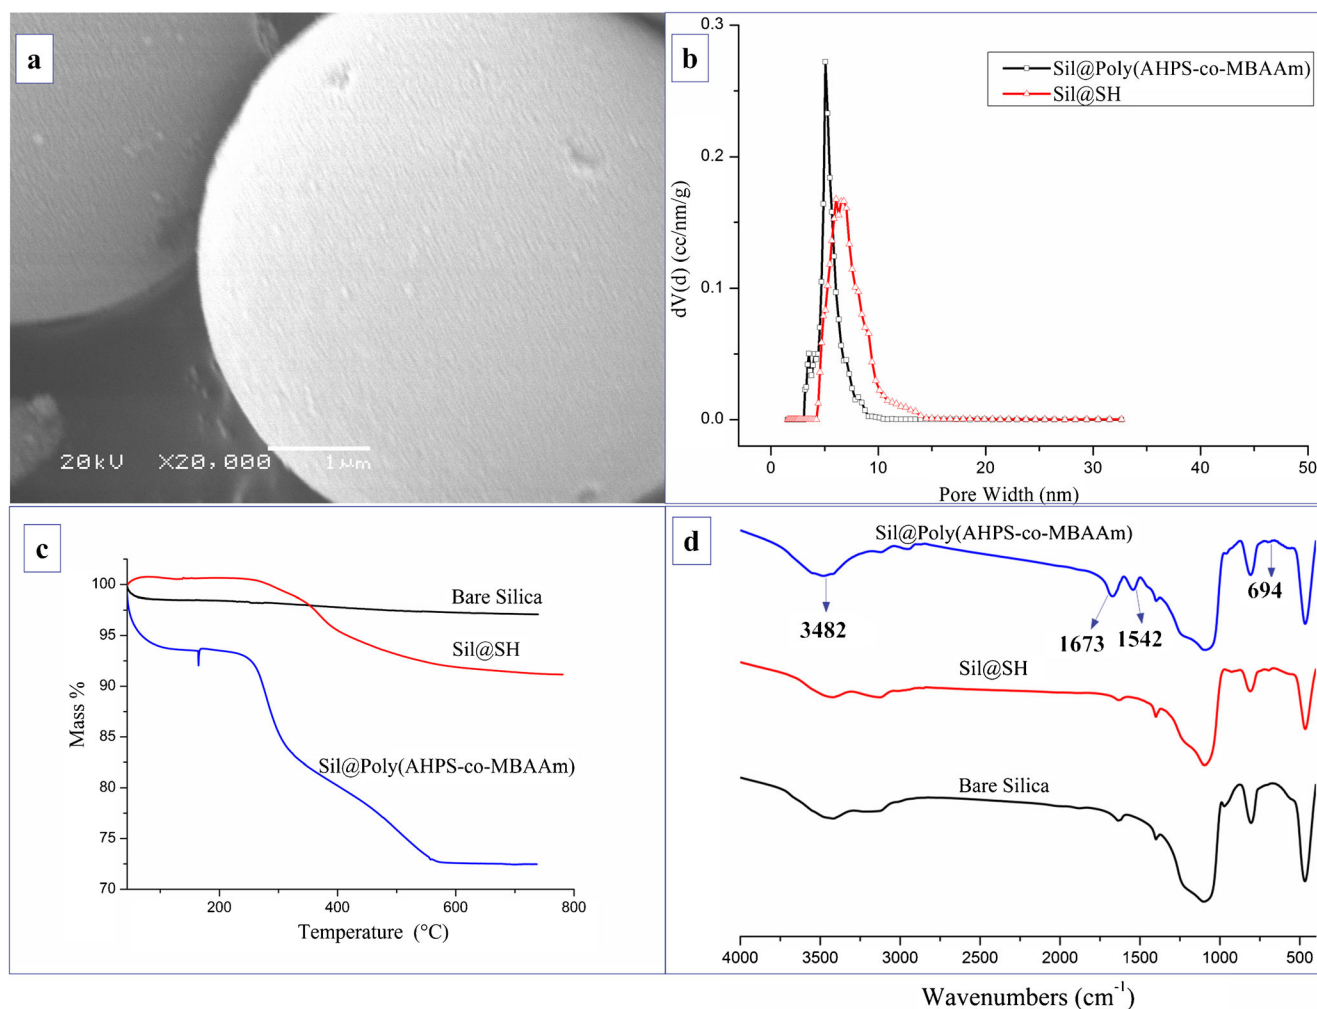 a
20kV X20,000 1μm
b
0.3
0.2
0.1
0.0
dV(d) (cc/nm/g)
Sil@Poly(AHPS-co-MBAAm)
Sil@SH
0 10 20 30 40 50
Pore Width (nm)
c
100
95
90
85
80
75
70
Mass %
Bare Silica
Sil@SH
Sil@Poly(AHPS-co-MBAAm)
200 400 600 800
Temperature (°C)
d
Sil@Poly(AHPS-co-MBAAm)
3482
1673
1542
694
Sil@SH
Bare Silica
4000 3500 3000 2500 2000 1500 1000 500
Wavenumbers (cm⁻¹)